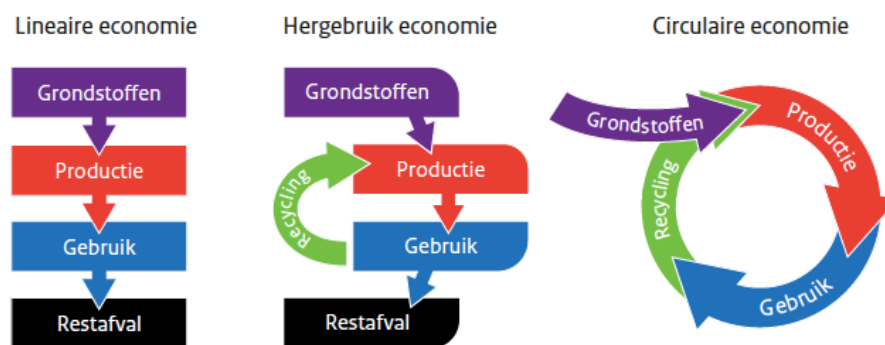 Lineaire economie
Grondstoffen
Productie
Gebruik
Restafval
Hergebruik economie
Grondstoffen
Productie
Recycling
Gebruik
Restafval
Circulaire economie
Grondstoffen
Productie
Recycling
Gebruik